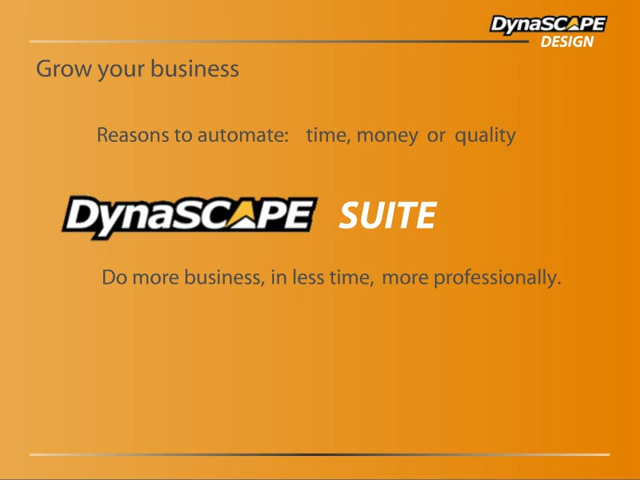 DynaSCAPE
DESIGN
Grow your business
Reasons to automate: time, money or quality
DynaSCAPE SUITE
Do more business, in less time, more professionally.